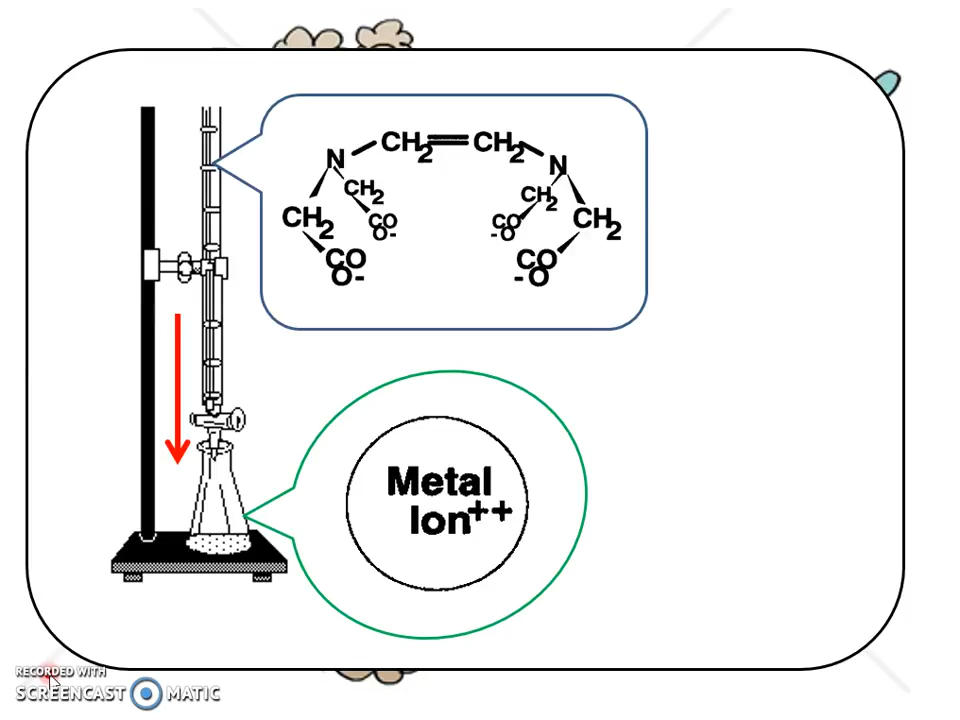 CH2 CH2
N N
CH2 CH2
CH2 CO CO CH2
O- -O
CO CO
O- -O
Metal
Ion++
RECORDED WITH
SCREENCAST MATIC